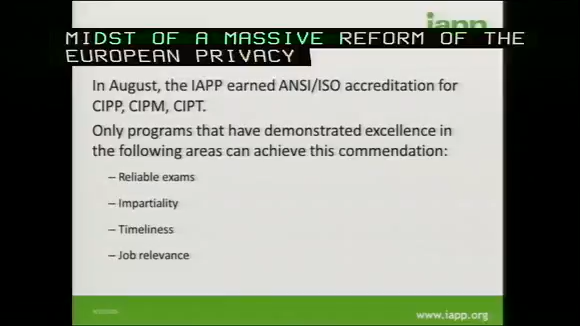 iapp
MIDST OF A MASSIVE REFORM OF THE
EUROPEAN PRIVACY
In August, the IAPP earned ANSI/ISO accreditation for
CIPP, CIPM, CIPT.
Only programs that have demonstrated excellence in
the following areas can achieve this commendation:
– Reliable exams
– Impartiality
– Timeliness
– Job relevance
www.iapp.org